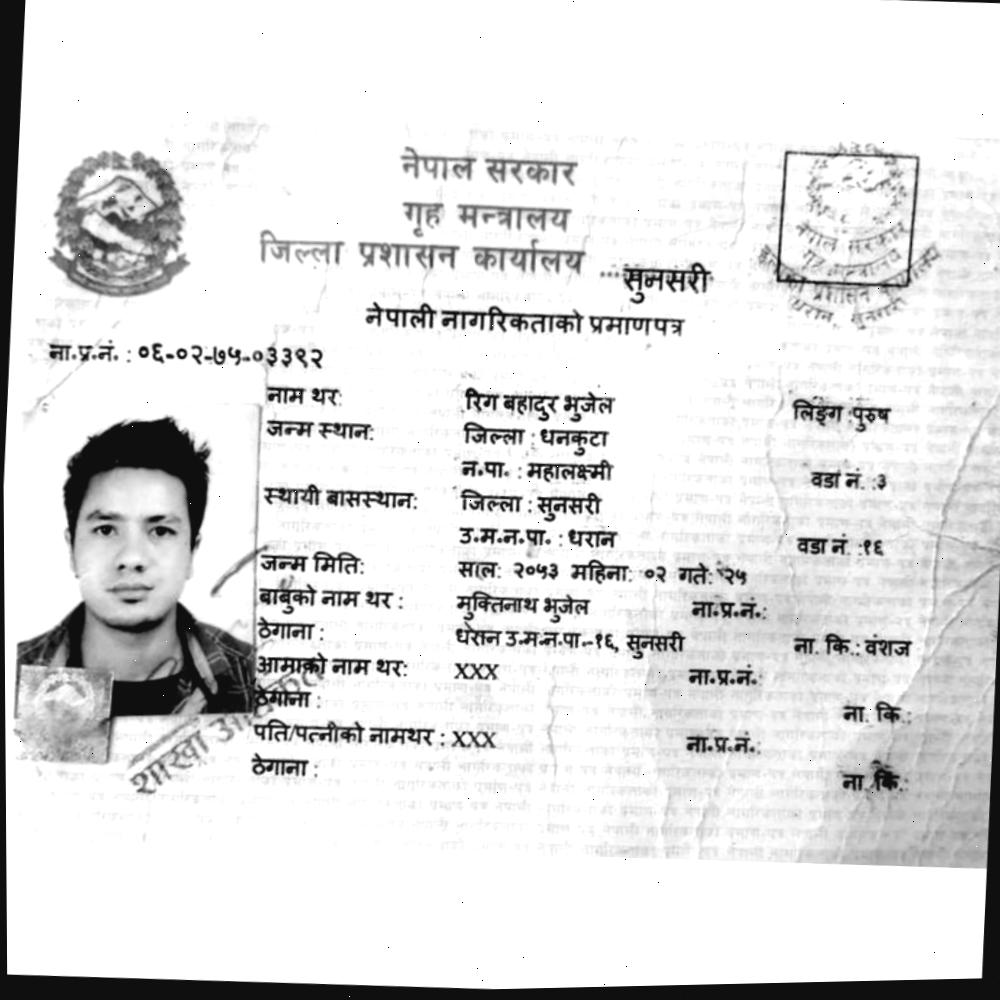 नेपाल सरकार
गृह मन्त्रालय
जिल्ला प्रशासन कार्यालय ...सुनसरी
नेपाल सरकार
गृह मन्त्रालय
जिल्ला प्रशासन कार्यालय
धरान, सुनसरी
नेपाली नागरिकताको प्रमाणपत्र
ना.प्र.नं. : ०६-०२-७५-०३३९२
नाम थर: रिग बहादुर भुजेल लिङ्ग :पुरुष
जन्म स्थान: जिल्ला : धनकुटा
न.पा. : महालक्ष्मी वडा नं. :३
स्थायी बासस्थान: जिल्ला : सुनसरी
उ.म.न.पा. : धरान वडा नं. :१६
जन्म मिति: साल: २०५३ महिना: ०२ गते: २५
बाबुको नाम थर : मुक्तिनाथ भुजेल ना.प्र.नं.:
ठेगाना : धरान उ.म.न.पा.-१६, सुनसरी ना. कि.: वंशज
आमाको नाम थर: XXX ना.प्र.नं.:
ठेगाना : ना. कि.:
पति/पत्नीको नामथर : XXX ना.प्र.नं.:
ठेगाना : ना. कि.:
शाखा